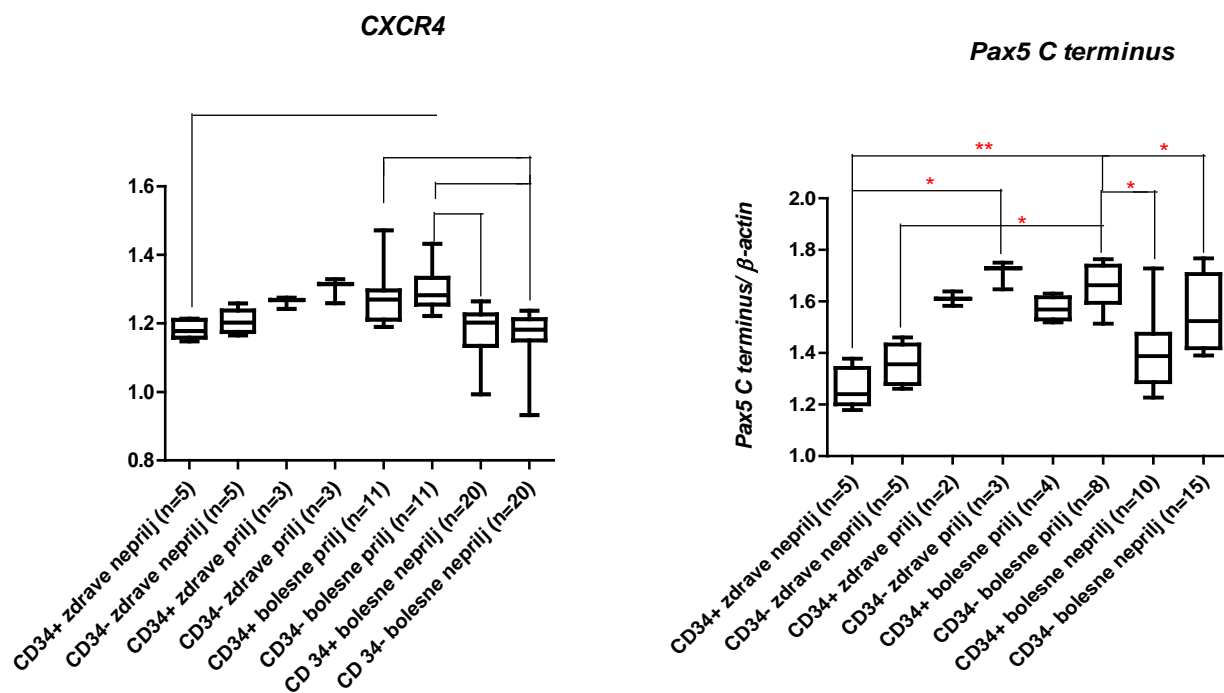 CXCR4
1.6
1.4
1.2
1.0
0.8
CD34+ zdrave neprilj (n=5)
CD34- zdrave neprilj (n=5)
CD34+ zdrave prilj (n=3)
CD34- zdrave prilj (n=3)
CD34+ bolesne prilj (n=11)
CD34- bolesne prilj (n=11)
CD 34+ bolesne neprilj (n=20)
CD 34- bolesne neprilj (n=20)
Pax5 C terminus
** *
* *
*
Pax5 C terminus/ β-actin
2.0
1.8
1.6
1.4
1.2
1.0
CD34+ zdrave neprilj (n=5)
CD34- zdrave neprilj (n=5)
CD34+ zdrave prilj (n=2)
CD34- zdrave prilj (n=3)
CD34+ bolesne prilj (n=4)
CD34- bolesne prilj (n=8)
CD34+ bolesne neprilj (n=10)
CD34- bolesne neprilj (n=15)